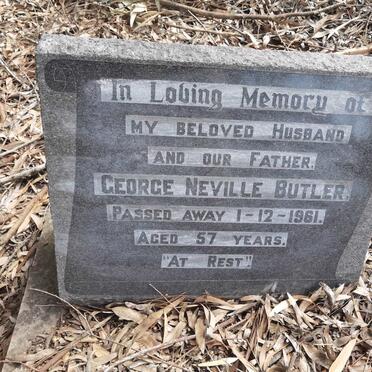 In Loving Memory of
MY BELOVED HUSBAND
AND OUR FATHER.
GEORGE NEVILLE BUTLER.
PASSED AWAY 1-12-1961.
AGED 57 YEARS.
"AT REST"